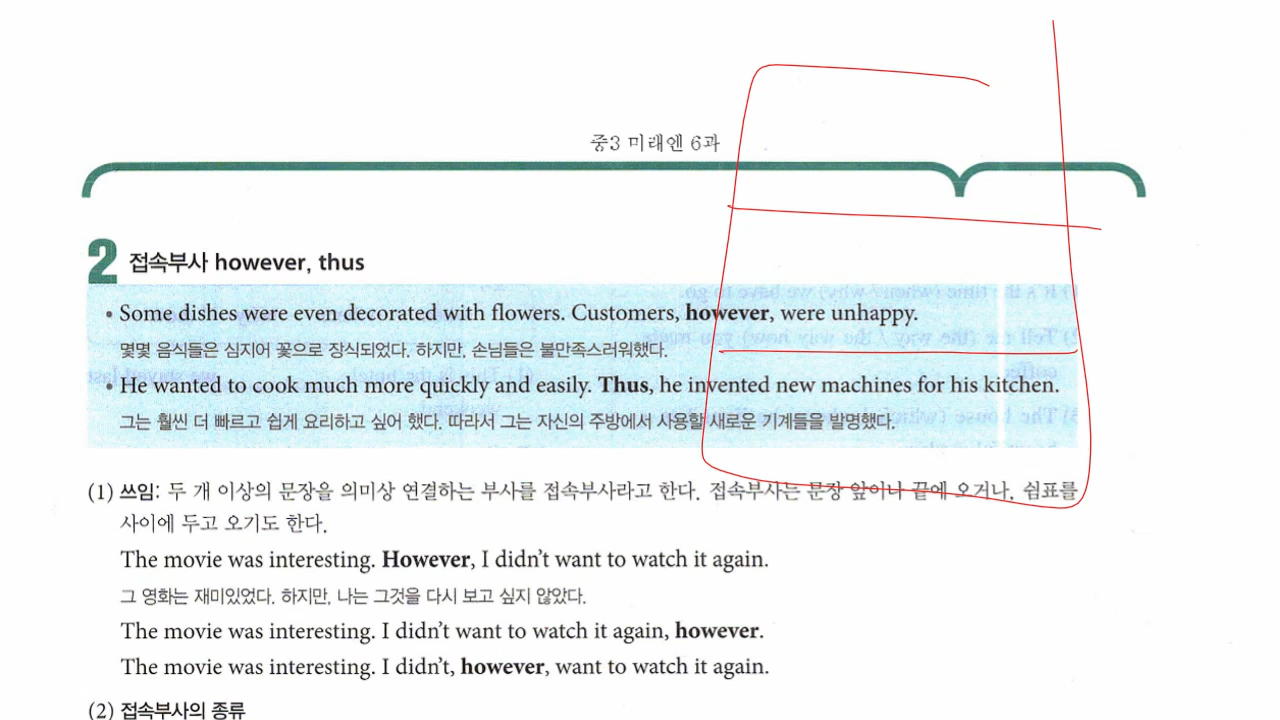 중3 미래엔 6과
2 접속부사 however, thus
• Some dishes were even decorated with flowers. Customers, however, were unhappy.
몇몇 음식들은 심지어 꽃으로 장식되었다. 하지만, 손님들은 불만족스러워했다.
• He wanted to cook much more quickly and easily. Thus, he invented new machines for his kitchen.
그는 훨씬 더 빠르고 쉽게 요리하고 싶어 했다. 따라서 그는 자신의 주방에서 사용할 새로운 기계들을 발명했다.
(1) 쓰임: 두 개 이상의 문장을 의미상 연결하는 부사를 접속부사라고 한다. 접속부사는 문장 앞이나 끝에 오거나, 쉼표를
사이에 두고 오기도 한다.
The movie was interesting. However, I didn't want to watch it again.
그 영화는 재미있었다. 하지만, 나는 그것을 다시 보고 싶지 않았다.
The movie was interesting. I didn't want to watch it again, however.
The movie was interesting. I didn't, however, want to watch it again.
(2) 접속부사의 종류